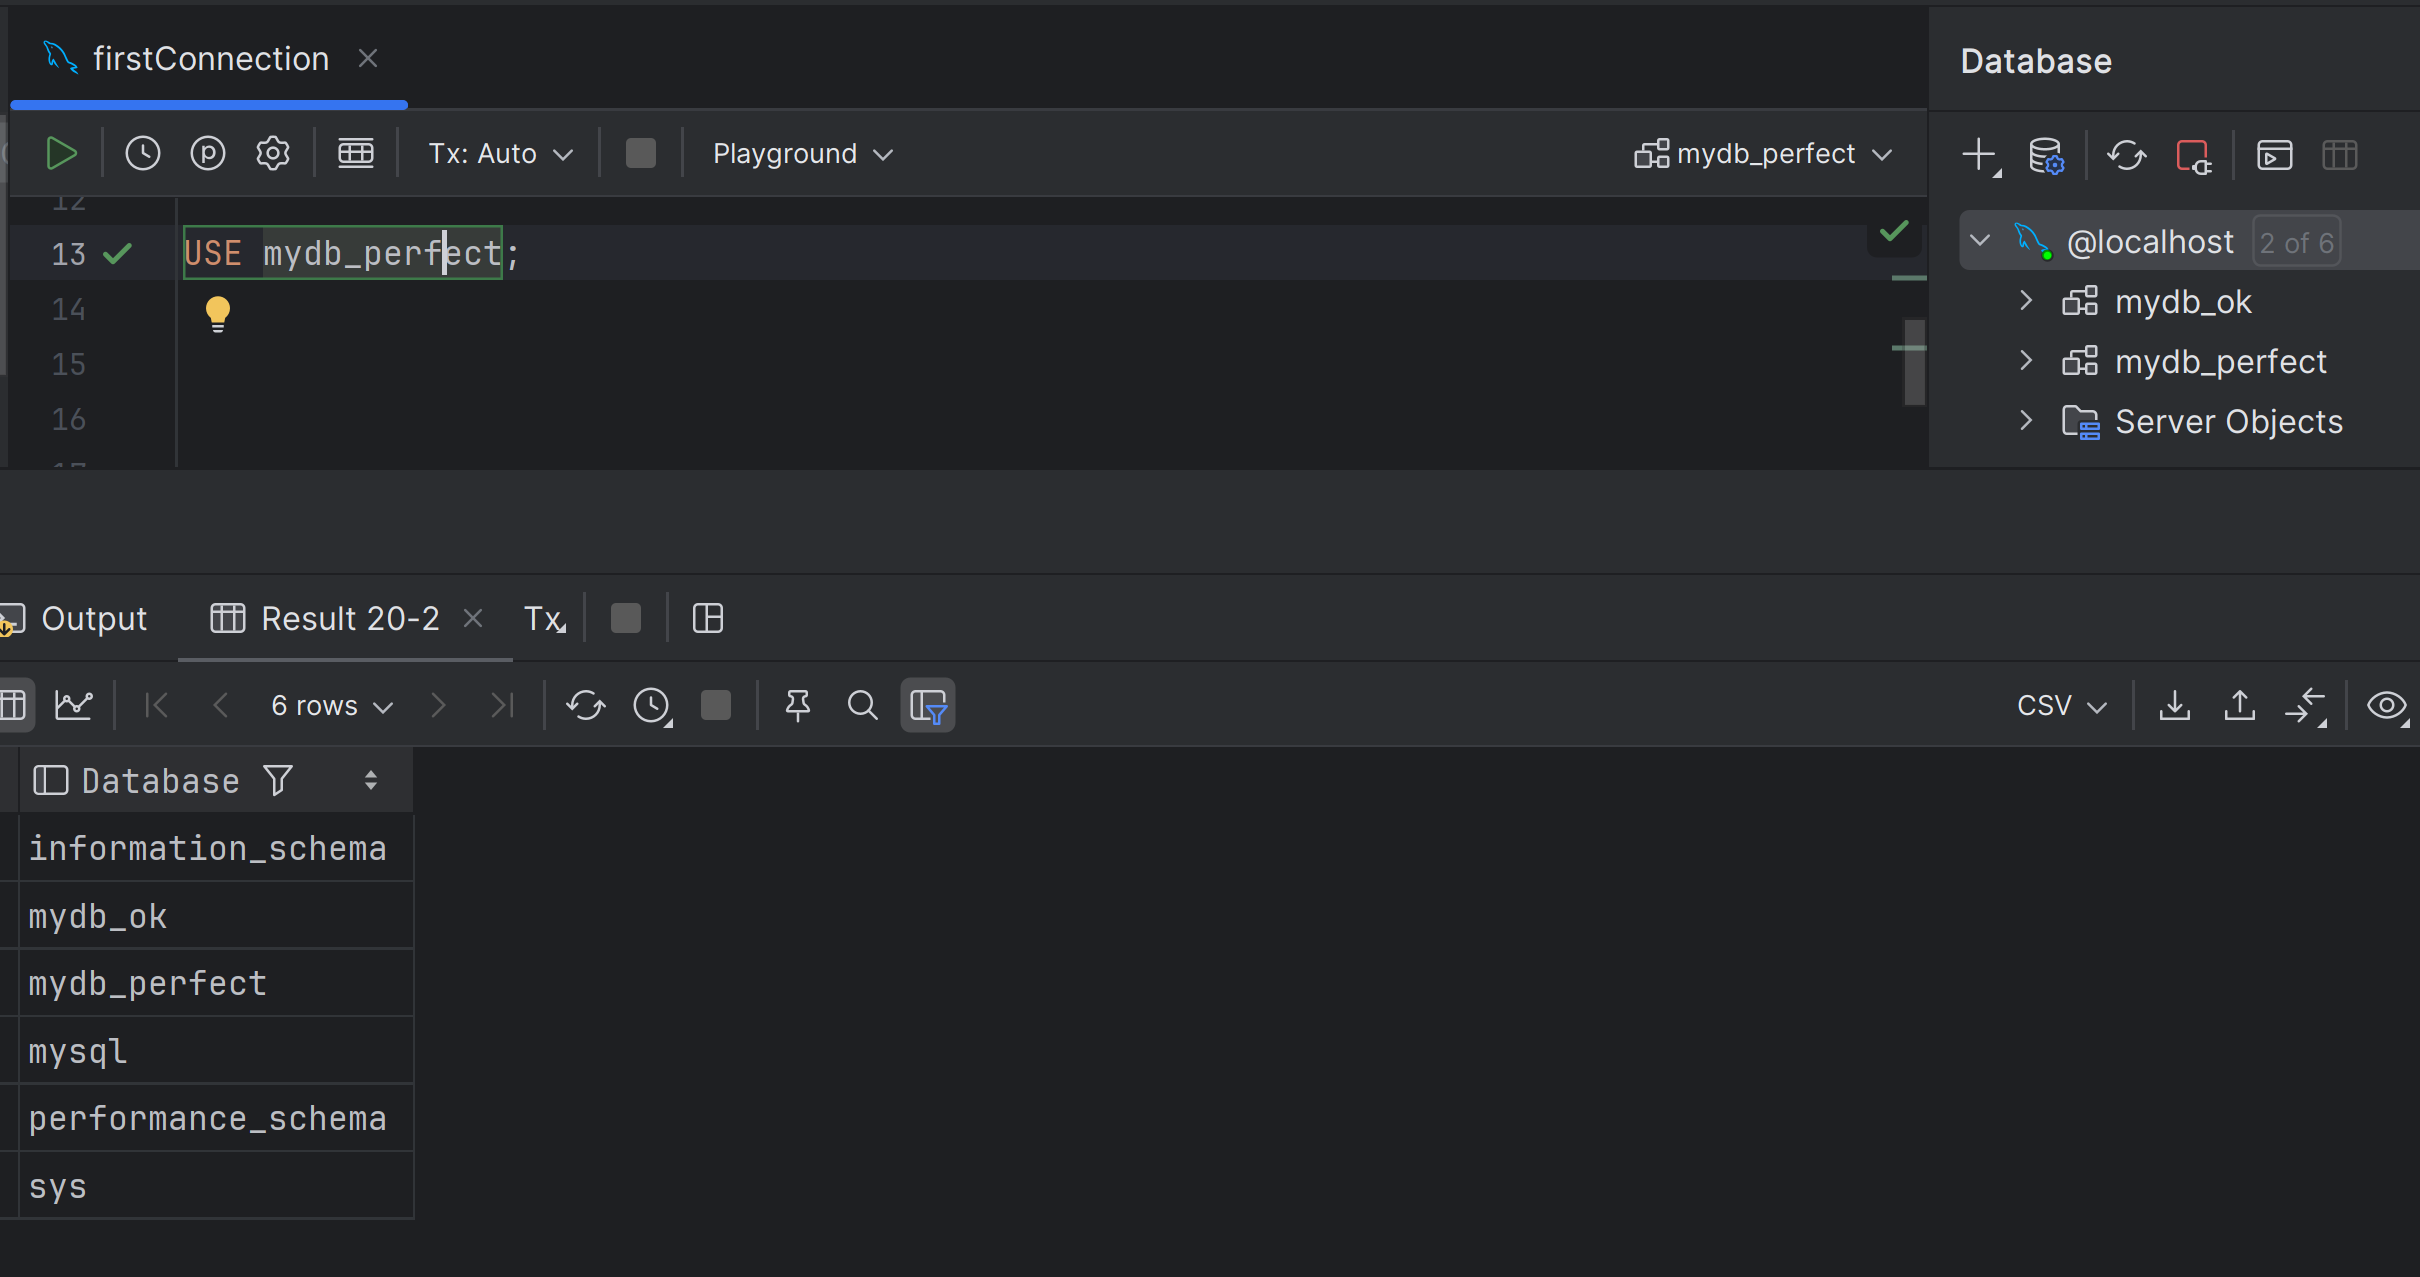 firstConnection
Database
Tx: Auto
Playground
mydb_perfect
12
13 USE mydb_perfect;
14
15
16
@localhost 2 of 6
mydb_ok
mydb_perfect
Server Objects
Output
Result 20-2
Tx
6 rows
CSV
Database
information_schema
mydb_ok
mydb_perfect
mysql
performance_schema
sys